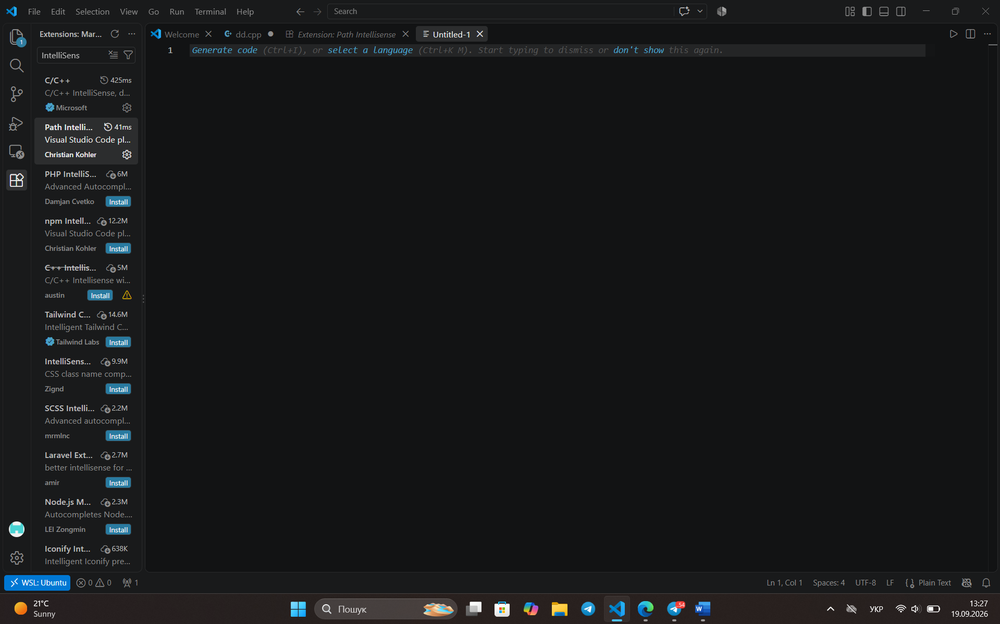 File Edit Selection View Go Run Terminal Help
Search
Extensions: Mar...
Welcome
dd.cpp
Extension: Path Intellisense
Untitled-1
IntelliSens
1
Generate code (Ctrl+I), or select a language (Ctrl+K M). Start typing to dismiss or don't show this again.
1
C/C++ 425ms
C/C++ IntelliSense, d...
Microsoft
Path Intelli... 41ms
Visual Studio Code pl...
Christian Kohler
PHP IntelliS... 6M
Advanced Autocompl...
Damjan Cvetko Install
npm Intell... 12.2M
Visual Studio Code pl...
Christian Kohler Install
C++ Intellis... 5M
C/C++ Intellisense wi...
austin Install
Tailwind C... 14.6M
Intelligent Tailwind C...
Tailwind Labs Install
IntelliSens... 9.9M
CSS class name comp...
Zignd Install
SCSS Intelli... 2.2M
Advanced autocompl...
mrmlnc Install
Laravel Ext... 2.7M
better intellisense for ...
amir Install
Node.js M... 2.3M
Autocompletes Node....
LEI Zongmin Install
Iconify Int... 638K
Intelligent Iconify pre...
WSL: Ubuntu 0 0 1
Ln 1, Col 1 Spaces: 4 UTF-8 LF Plain Text
21°C
Sunny
Пошук
54
УКР
13:27
19.09.2026